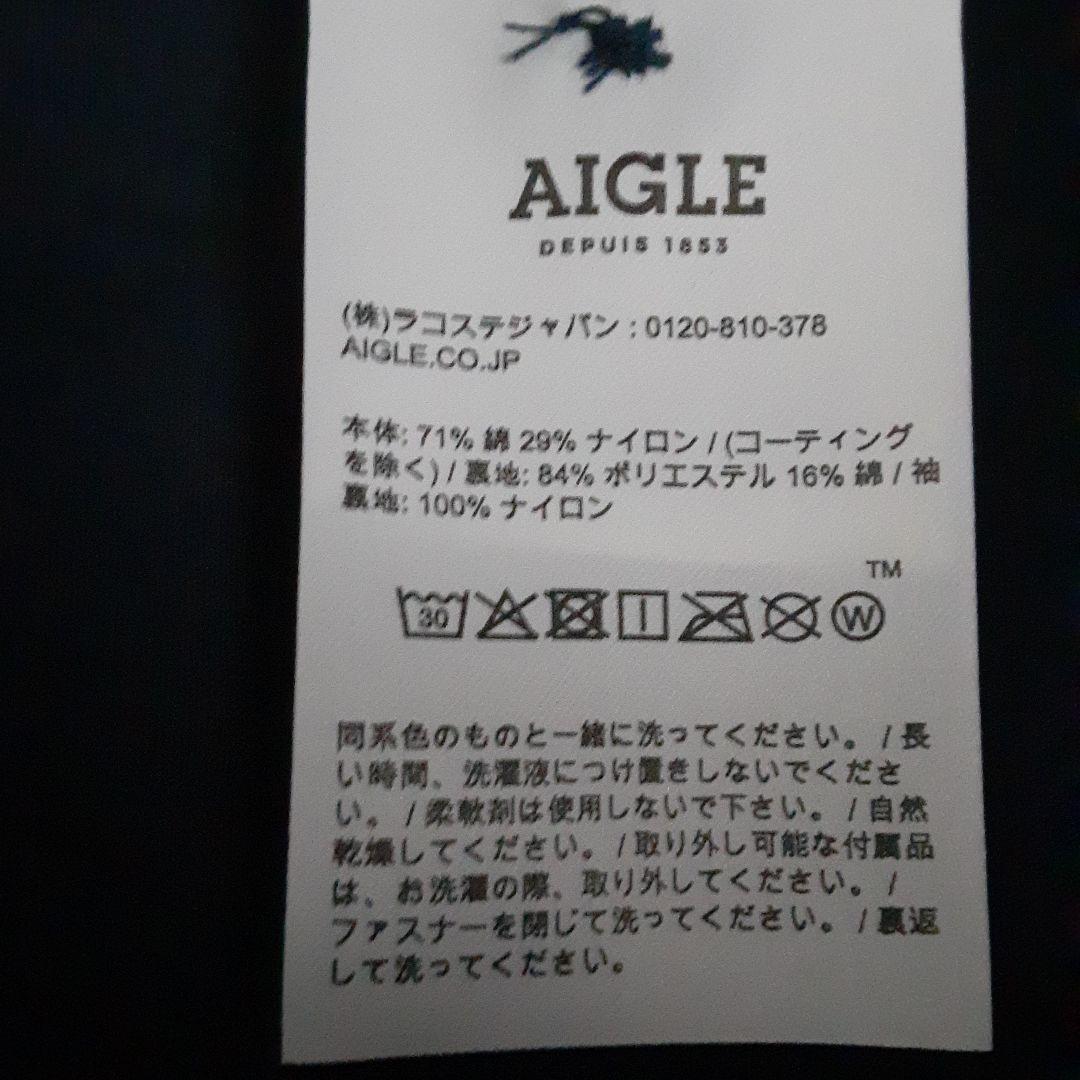 AIGLE
DEPUIS 1853
(株)ラコステジャパン : 0120-810-378
AIGLE.CO.JP
本体: 71% 綿 29% ナイロン / (コーティング
を除く) / 裏地: 84% ポリエステル 16% 綿 / 袖
裏地: 100% ナイロン
TM
30 W
同系色のものと一緒に洗ってください。 / 長
い時間、洗濯液につけ置きしないでくださ
い。 / 柔軟剤は使用しないで下さい。 / 自然
乾燥してください。 / 取り外し可能な付属品
は、お洗濯の際、取り外してください。 /
ファスナーを閉じて洗ってください。 / 裏返
して洗ってください。